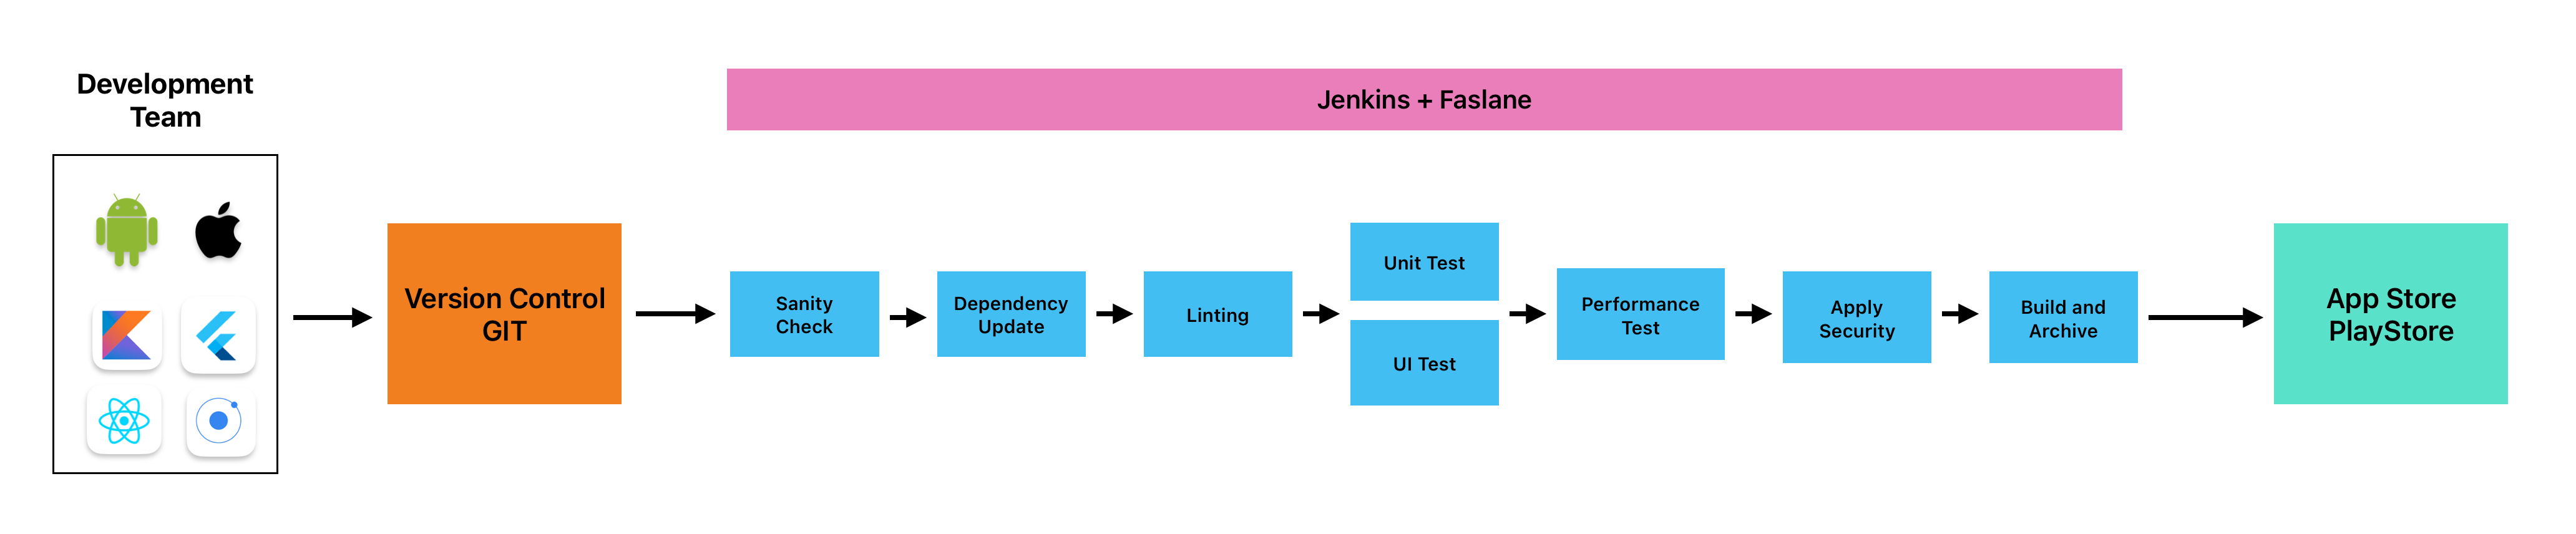 Development
Team
Jenkins + Faslane
Version Control
GIT
Sanity
Check
Dependency
Update
Linting
Unit Test
UI Test
Performance
Test
Apply
Security
Build and
Archive
App Store
PlayStore